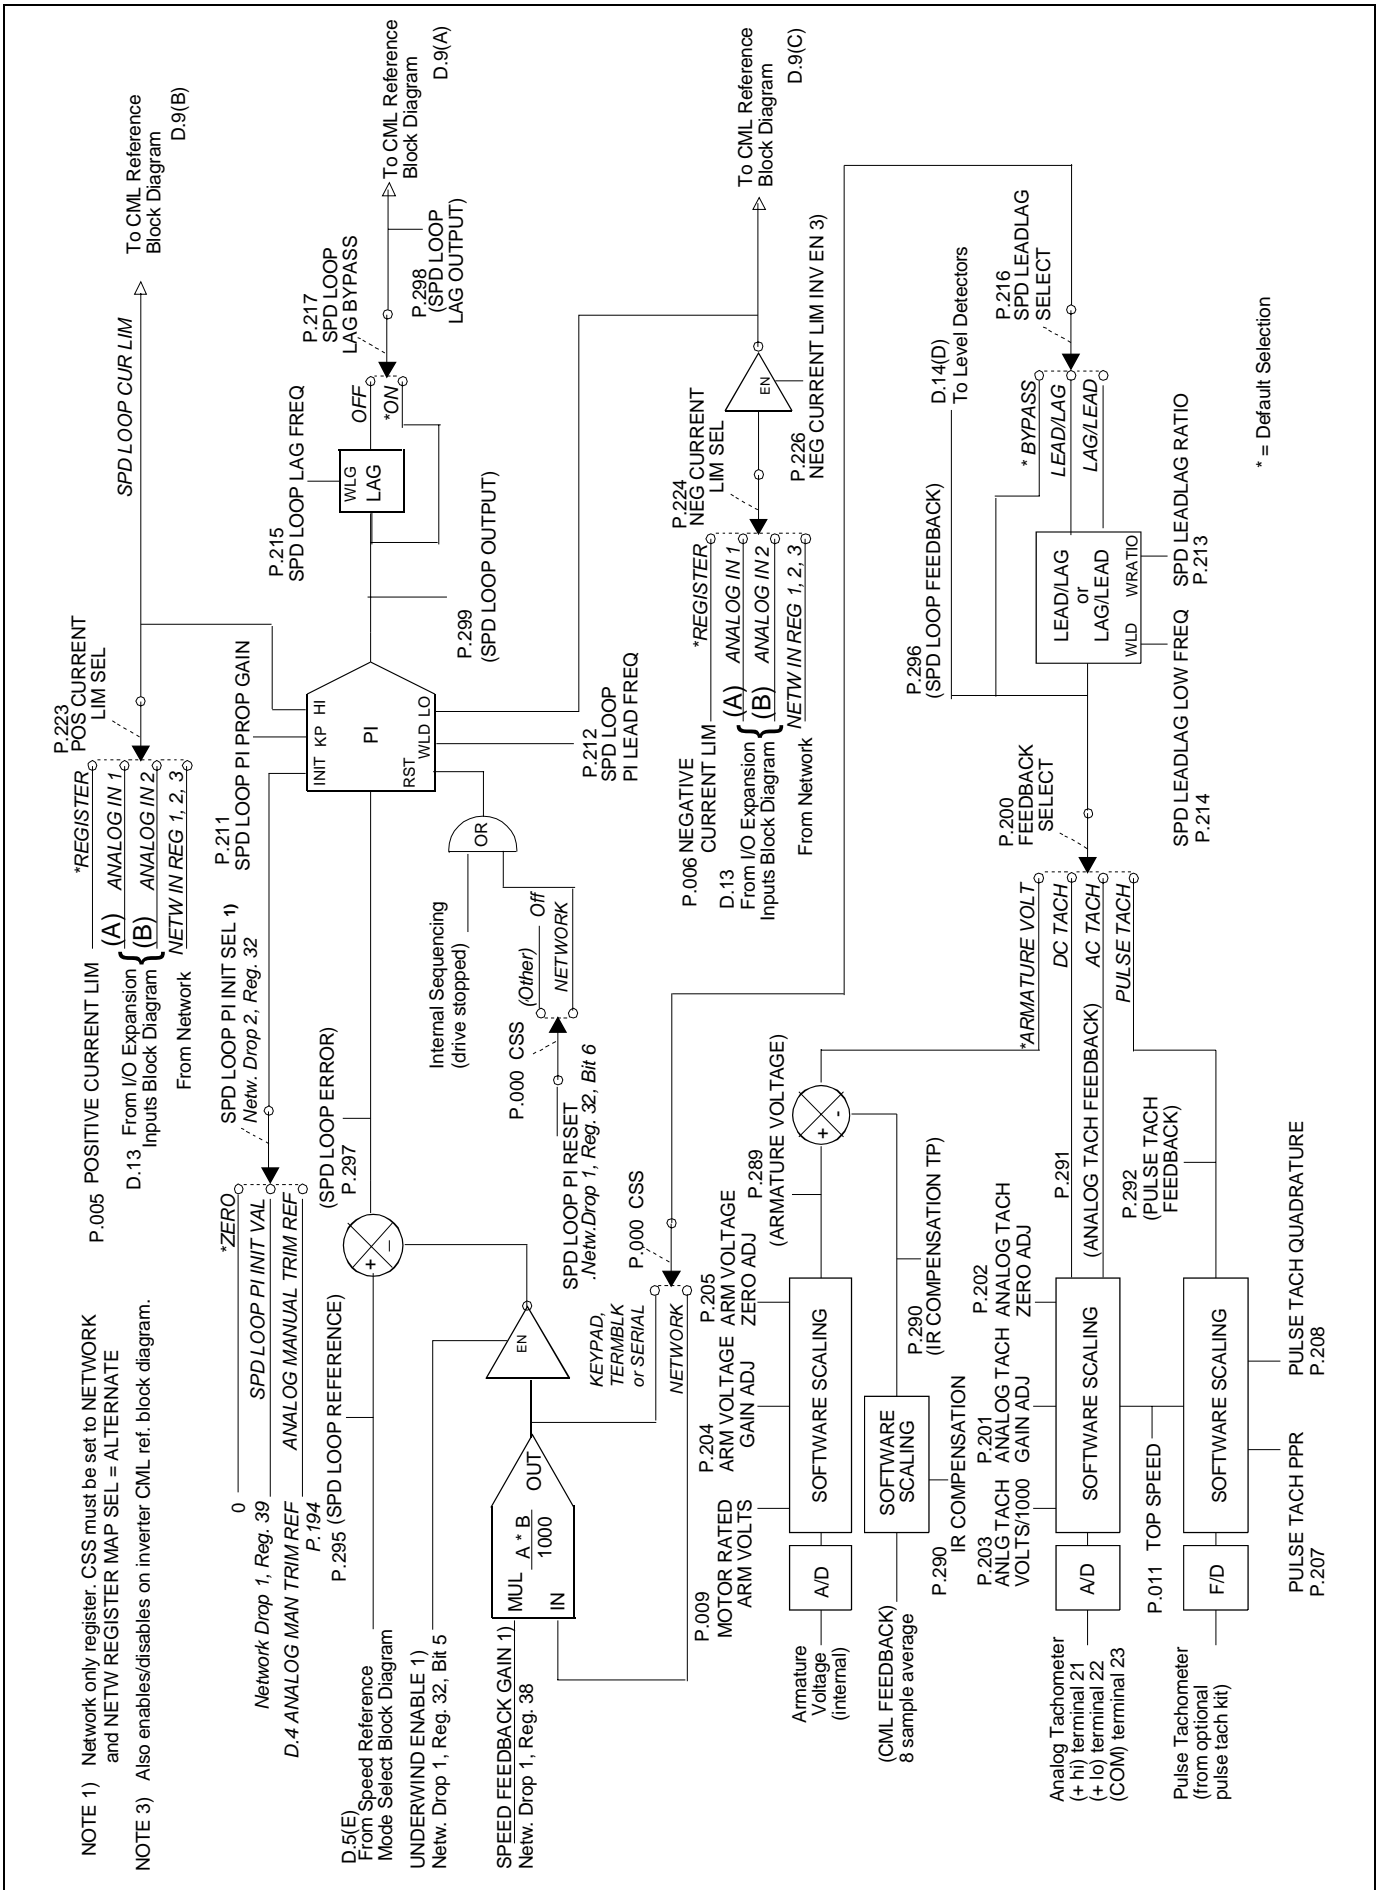 NOTE 1) Network only register. CSS must be set to NETWORK
and NETW REGISTER MAP SEL = ALTERNATE
NOTE 3) Also enables/disables on inverter CML ref. block diagram.
P.005 POSITIVE CURRENT LIM
D.13 From I/O Expansion
Inputs Block Diagram
From Network
*REGISTER
(A) ANALOG IN 1
(B) ANALOG IN 2
NETW IN REG 1, 2, 3
P.223
POS CURRENT
LIM SEL
SPD LOOP CUR LIM
To CML Reference
Block Diagram
D.9(B)
0
Network Drop 1, Reg. 39
D.4 ANALOG MAN TRIM REF
P.194
*ZERO
SPD LOOP PI INIT VAL
ANALOG MANUAL TRIM REF
SPD LOOP PI INIT SEL 1)
Netw. Drop 2, Reg. 32
P.211
SPD LOOP PI PROP GAIN
INIT KP HI
PI
RST WLD LO
P.215
SPD LOOP LAG FREQ
WLG
LAG
OFF
*ON
P.217
SPD LOOP
LAG BYPASS
P.298
(SPD LOOP
LAG OUTPUT)
To CML Reference
Block Diagram
D.9(A)
P.299
(SPD LOOP OUTPUT)
P.212
SPD LOOP
PI LEAD FREQ
D.5(E)
From Speed Reference
Mode Select Block Diagram
P.295 (SPD LOOP REFERENCE)
+
–
(SPD LOOP ERROR)
P.297
UNDERWIND ENABLE 1)
Netw. Drop 1, Reg. 32, Bit 5
EN
SPEED FEEDBACK GAIN 1)
Netw. Drop 1, Reg. 38
MUL A * B OUT
1000
IN
KEYPAD,
TERMBLK
or SERIAL
NETWORK
P.000 CSS
Internal Sequencing
(drive stopped)
OR
SPD LOOP PI RESET
.Netw.Drop 1, Reg. 32, Bit 6
P.000 CSS
(Other) Off
NETWORK
P.006 NEGATIVE
CURRENT LIM
D.13
From I/O Expansion
Inputs Block Diagram
From Network
*REGISTER
(A) ANALOG IN 1
(B) ANALOG IN 2
NETW IN REG 1, 2, 3
P.224
NEG CURRENT
LIM SEL
EN
P.226
NEG CURRENT LIM INV EN 3)
To CML Reference
Block Diagram
D.9(C)
P.009
MOTOR RATED
ARM VOLTS
P.204
ARM VOLTAGE
GAIN ADJ
P.205
ARM VOLTAGE
ZERO ADJ
Armature
Voltage
(internal)
A/D
SOFTWARE SCALING
P.289
(ARMATURE VOLTAGE)
+
-
(CML FEEDBACK)
8 sample average
SOFTWARE
SCALING
P.290
IR COMPENSATION
P.290
(IR COMPENSATION TP)
P.203
ANLG TACH
VOLTS/1000
P.201
ANALOG TACH
GAIN ADJ
P.202
ANALOG TACH
ZERO ADJ
Analog Tachometer
(+ hi) terminal 21
(+ lo) terminal 22
(COM) terminal 23
A/D
SOFTWARE SCALING
P.291
(ANALOG TACH FEEDBACK)
P.011 TOP SPEED
Pulse Tachometer
(from optional
pulse tach kit)
F/D
SOFTWARE SCALING
P.292
(PULSE TACH
FEEDBACK)
PULSE TACH PPR
P.207
PULSE TACH QUADRATURE
P.208
*ARMATURE VOLT
DC TACH
AC TACH
PULSE TACH
P.200
FEEDBACK
SELECT
P.296
(SPD LOOP FEEDBACK)
D.14(D)
To Level Detectors
LEAD/LAG
or
LAG/LEAD
WLD WRATIO
SPD LEADLAG LOW FREQ
P.214
SPD LEADLAG RATIO
P.213
* BYPASS
LEAD/LAG
LAG/LEAD
P.216
SPD LEADLAG
SELECT
* = Default Selection